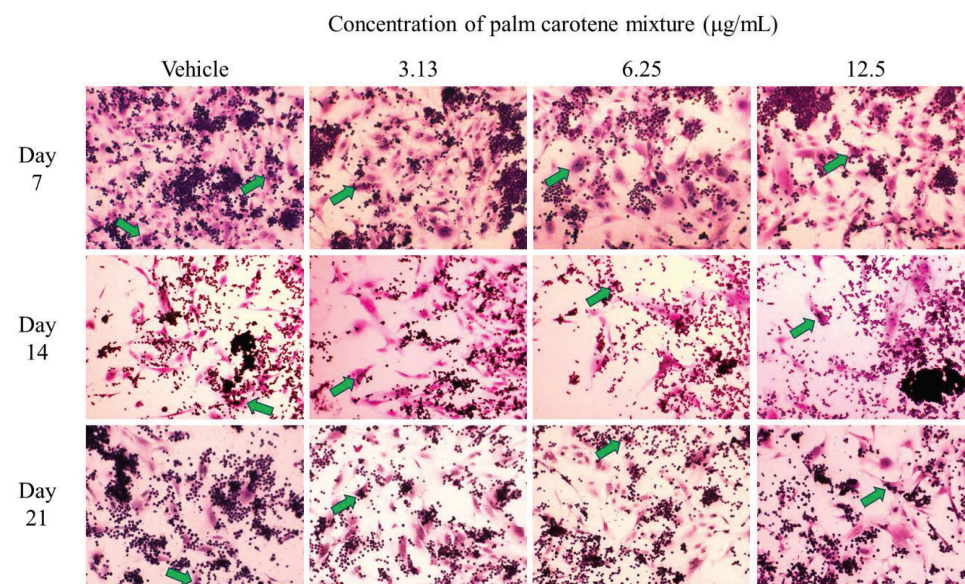 Concentration of palm carotene mixture (μg/mL)
Vehicle 3.13 6.25 12.5
Day
7
Day
14
Day
21